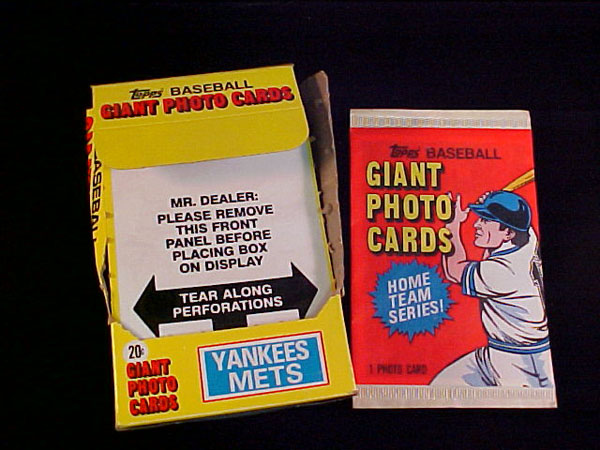 Topps BASEBALL
GIANT PHOTO CARDS
ASEBALL
MR. DEALER:
PLEASE REMOVE
THIS FRONT
PANEL BEFORE
PLACING BOX
ON DISPLAY
TEAR ALONG
PERFORATIONS
20¢
GIANT
PHOTO
CARDS
YANKEES
METS
Topps BASEBALL
GIANT
PHOTO
CARDS
HOME
TEAM
SERIES!
1 PHOTO CARD